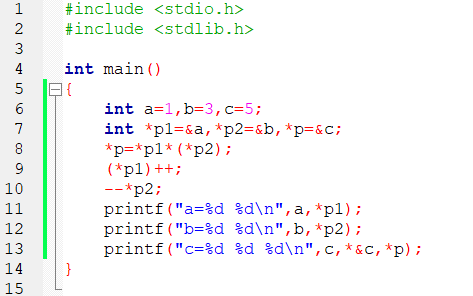 1 #include <stdio.h>
2 #include <stdlib.h>
3
4 int main()
5 {
6 int a=1,b=3,c=5;
7 int *p1=&a,*p2=&b,*p=&c;
8 *p=*p1*(*p2);
9 (*p1)++;
10 --*p2;
11 printf("a=%d %d\n",a,*p1);
12 printf("b=%d %d\n",b,*p2);
13 printf("c=%d %d %d\n",c,*&c,*p);
14 }
15